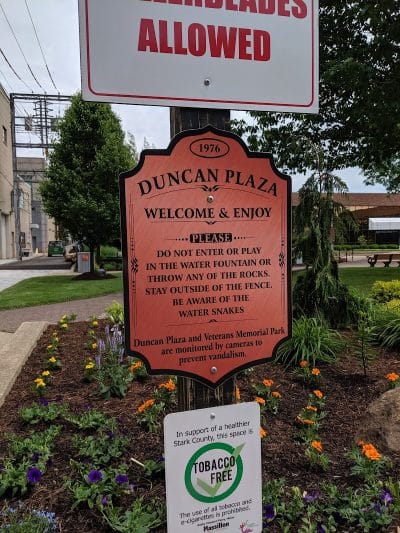 ALLOWED
1976
DUNCAN PLAZA
WELCOME & ENJOY
PLEASE
DO NOT ENTER OR PLAY
IN THE WATER FOUNTAIN OR
THROW ANY OF THE ROCKS.
STAY OUTSIDE OF THE FENCE.
BE AWARE OF THE
WATER SNAKES
Duncan Plaza and Veterans Memorial Park
are monitored by cameras to
prevent vandalism.
In support of a healthier
Stark County, this space is
TOBACCO
FREE
The use of all tobacco and
e-cigarettes is prohibited.
Massillon